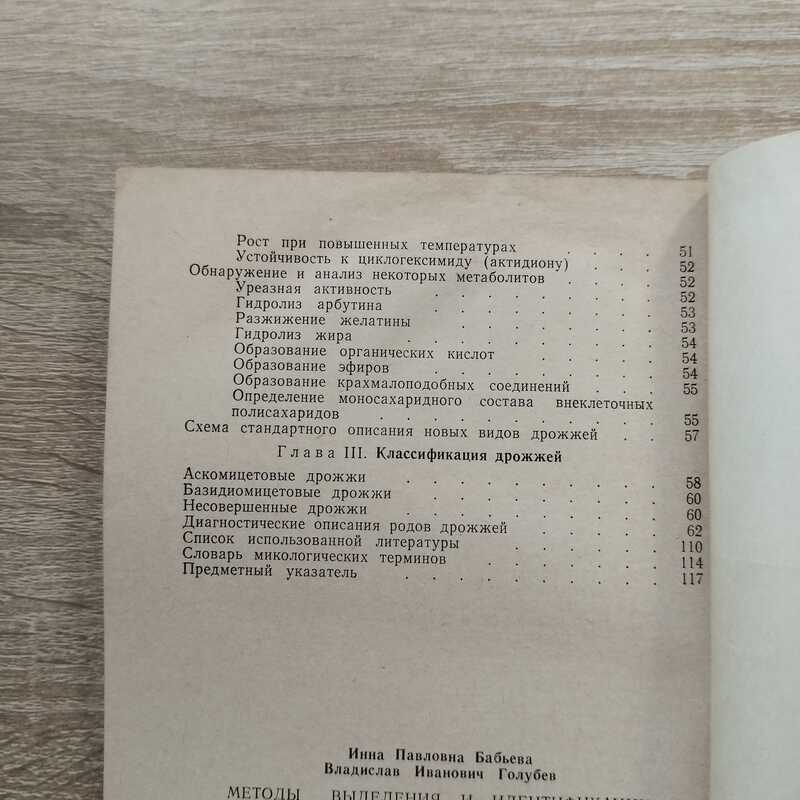 Рост при повышенных температурах . . . . 51
Устойчивость к циклогексимиду (актидиону) . . . 52
Обнаружение и анализ некоторых метаболитов . . . . 52
Уреазная активность . . . . . . . . . 52
Гидролиз арбутина . . . . . . . . . 53
Разжижение желатины . . . . . . . . 53
Гидролиз жира . . . . . . . . . . 54
Образование органических кислот . . . . . 54
Образование эфиров . . . . . . . . . 54
Образование крахмалоподобных соединений . . . 55
Определение моносахаридного состава внеклеточных
полисахаридов . . . . . . . . . . . 55
Схема стандартного описания новых видов дрожжей . . 57
Глава III. Классификация дрожжей
Аскомицетовые дрожжи . . . . . . . . . . 58
Базидиомицетовые дрожжи . . . . . . . . . 60
Несовершенные дрожжи . . . . . . . . . . 60
Диагностические описания родов дрожжей . . . . . . 62
Список использованной литературы . . . . . . 110
Словарь микологических терминов . . . . . . . 114
Предметный указатель . . . . . . . . . . 117
Инна Павловна Бабьева
Владислав Иванович Голубев
МЕТОДЫ ВЫДЕЛЕНИЯ И ИДЕНТИФИКАЦИИ